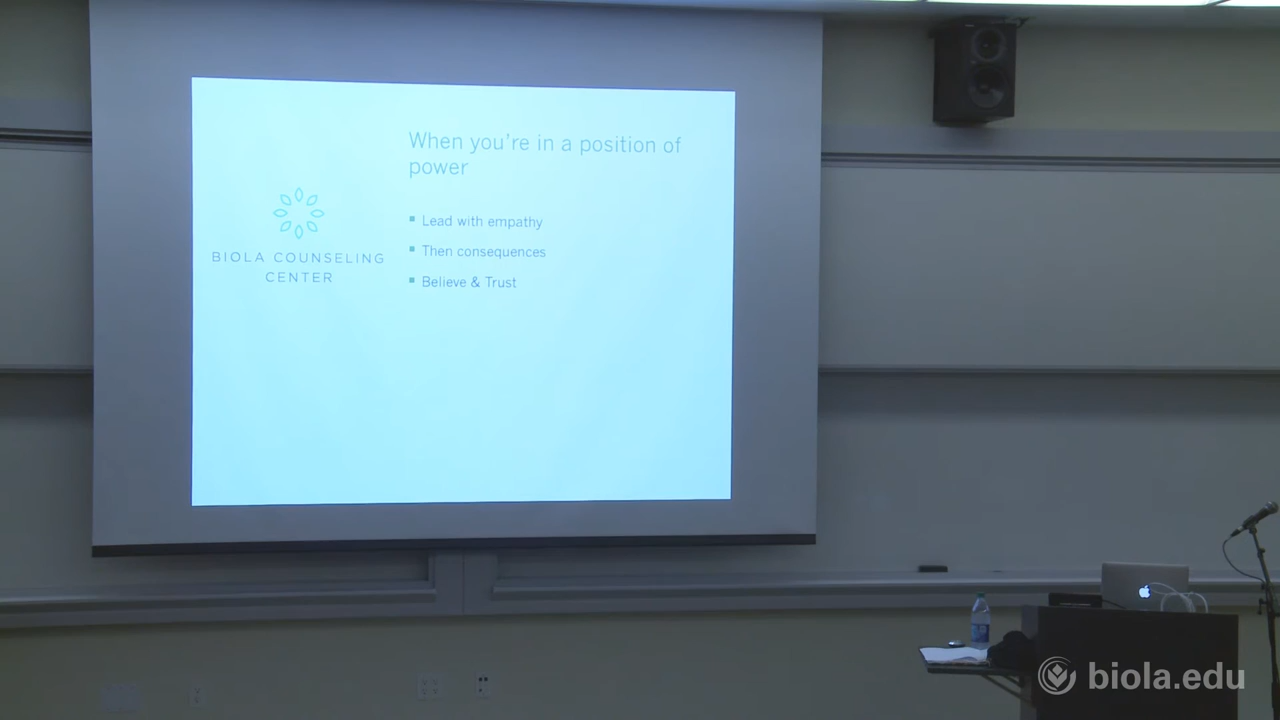 When you're in a position of
power
BIOLA COUNSELING
CENTER
▪ Lead with empathy
▪ Then consequences
▪ Believe & Trust
biola.edu